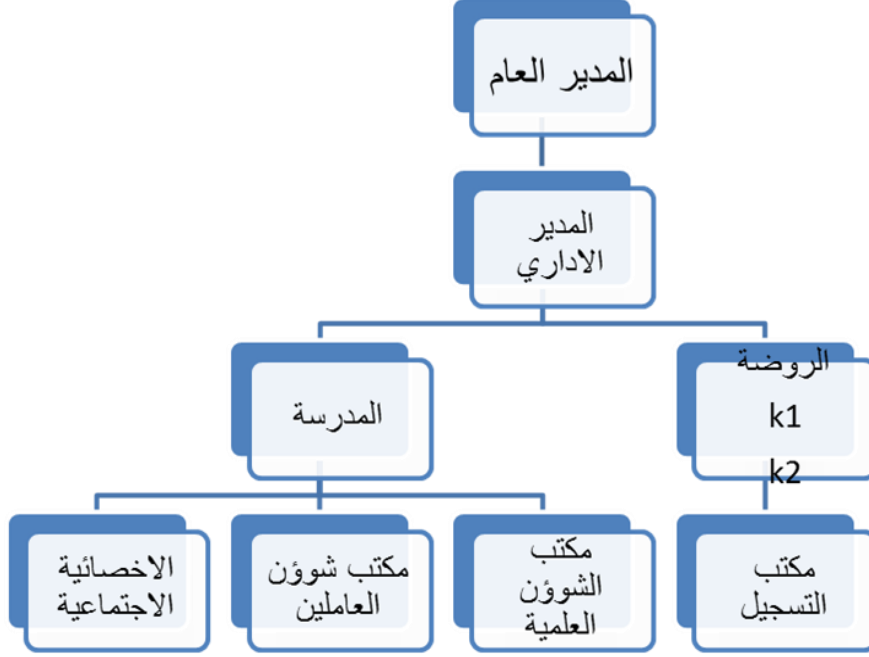 المدير العام
المدير
الاداري
الروضة
k1
k2
المدرسة
مكتب
التسجيل
مكتب
الشوؤن
العلمية
مكتب شوؤن
العاملين
الاخصائية
الاجتماعية